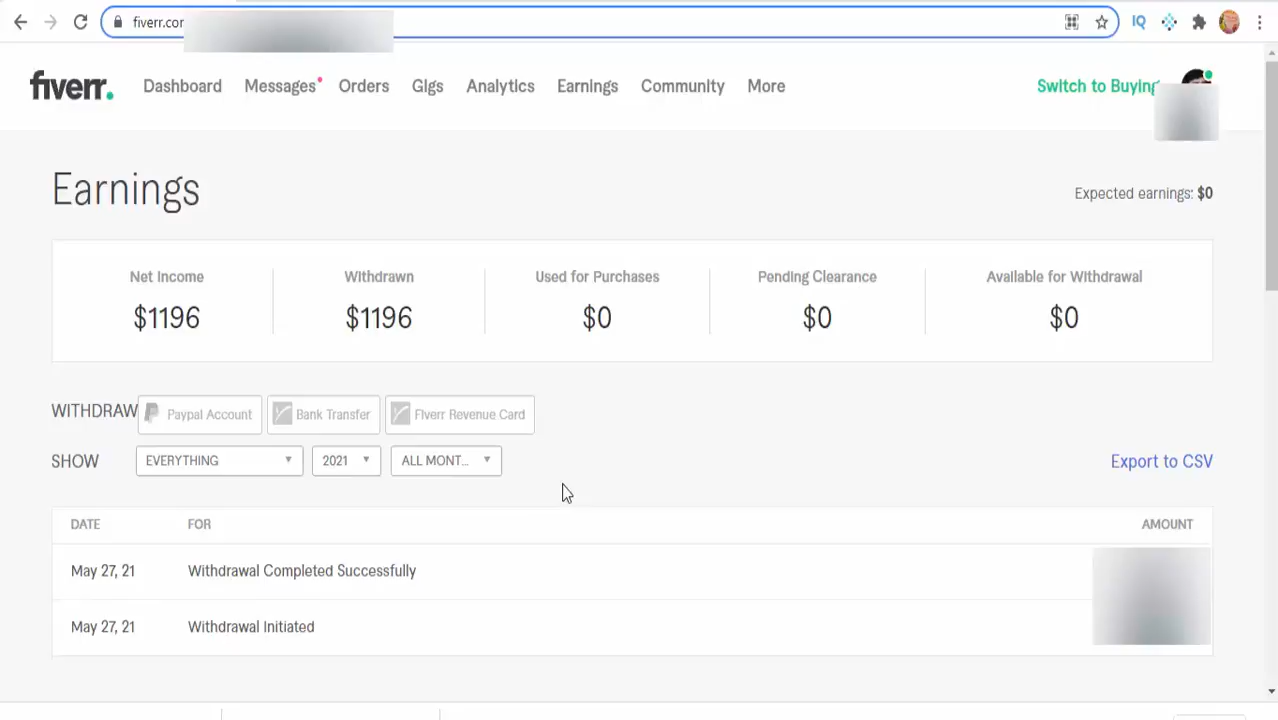 fiverr.cor
IQ
fiverr.
Dashboard Messages Orders Gigs Analytics Earnings Community More Switch to Buying
Earnings
Expected earnings: $0
Net Income Withdrawn Used for Purchases Pending Clearance Available for Withdrawal
$1196 $1196 $0 $0 $0
WITHDRAW Paypal Account Bank Transfer Fiverr Revenue Card
SHOW EVERYTHING 2021 ALL MONT... Export to CSV
DATE FOR AMOUNT
May 27, 21 Withdrawal Completed Successfully
May 27, 21 Withdrawal Initiated